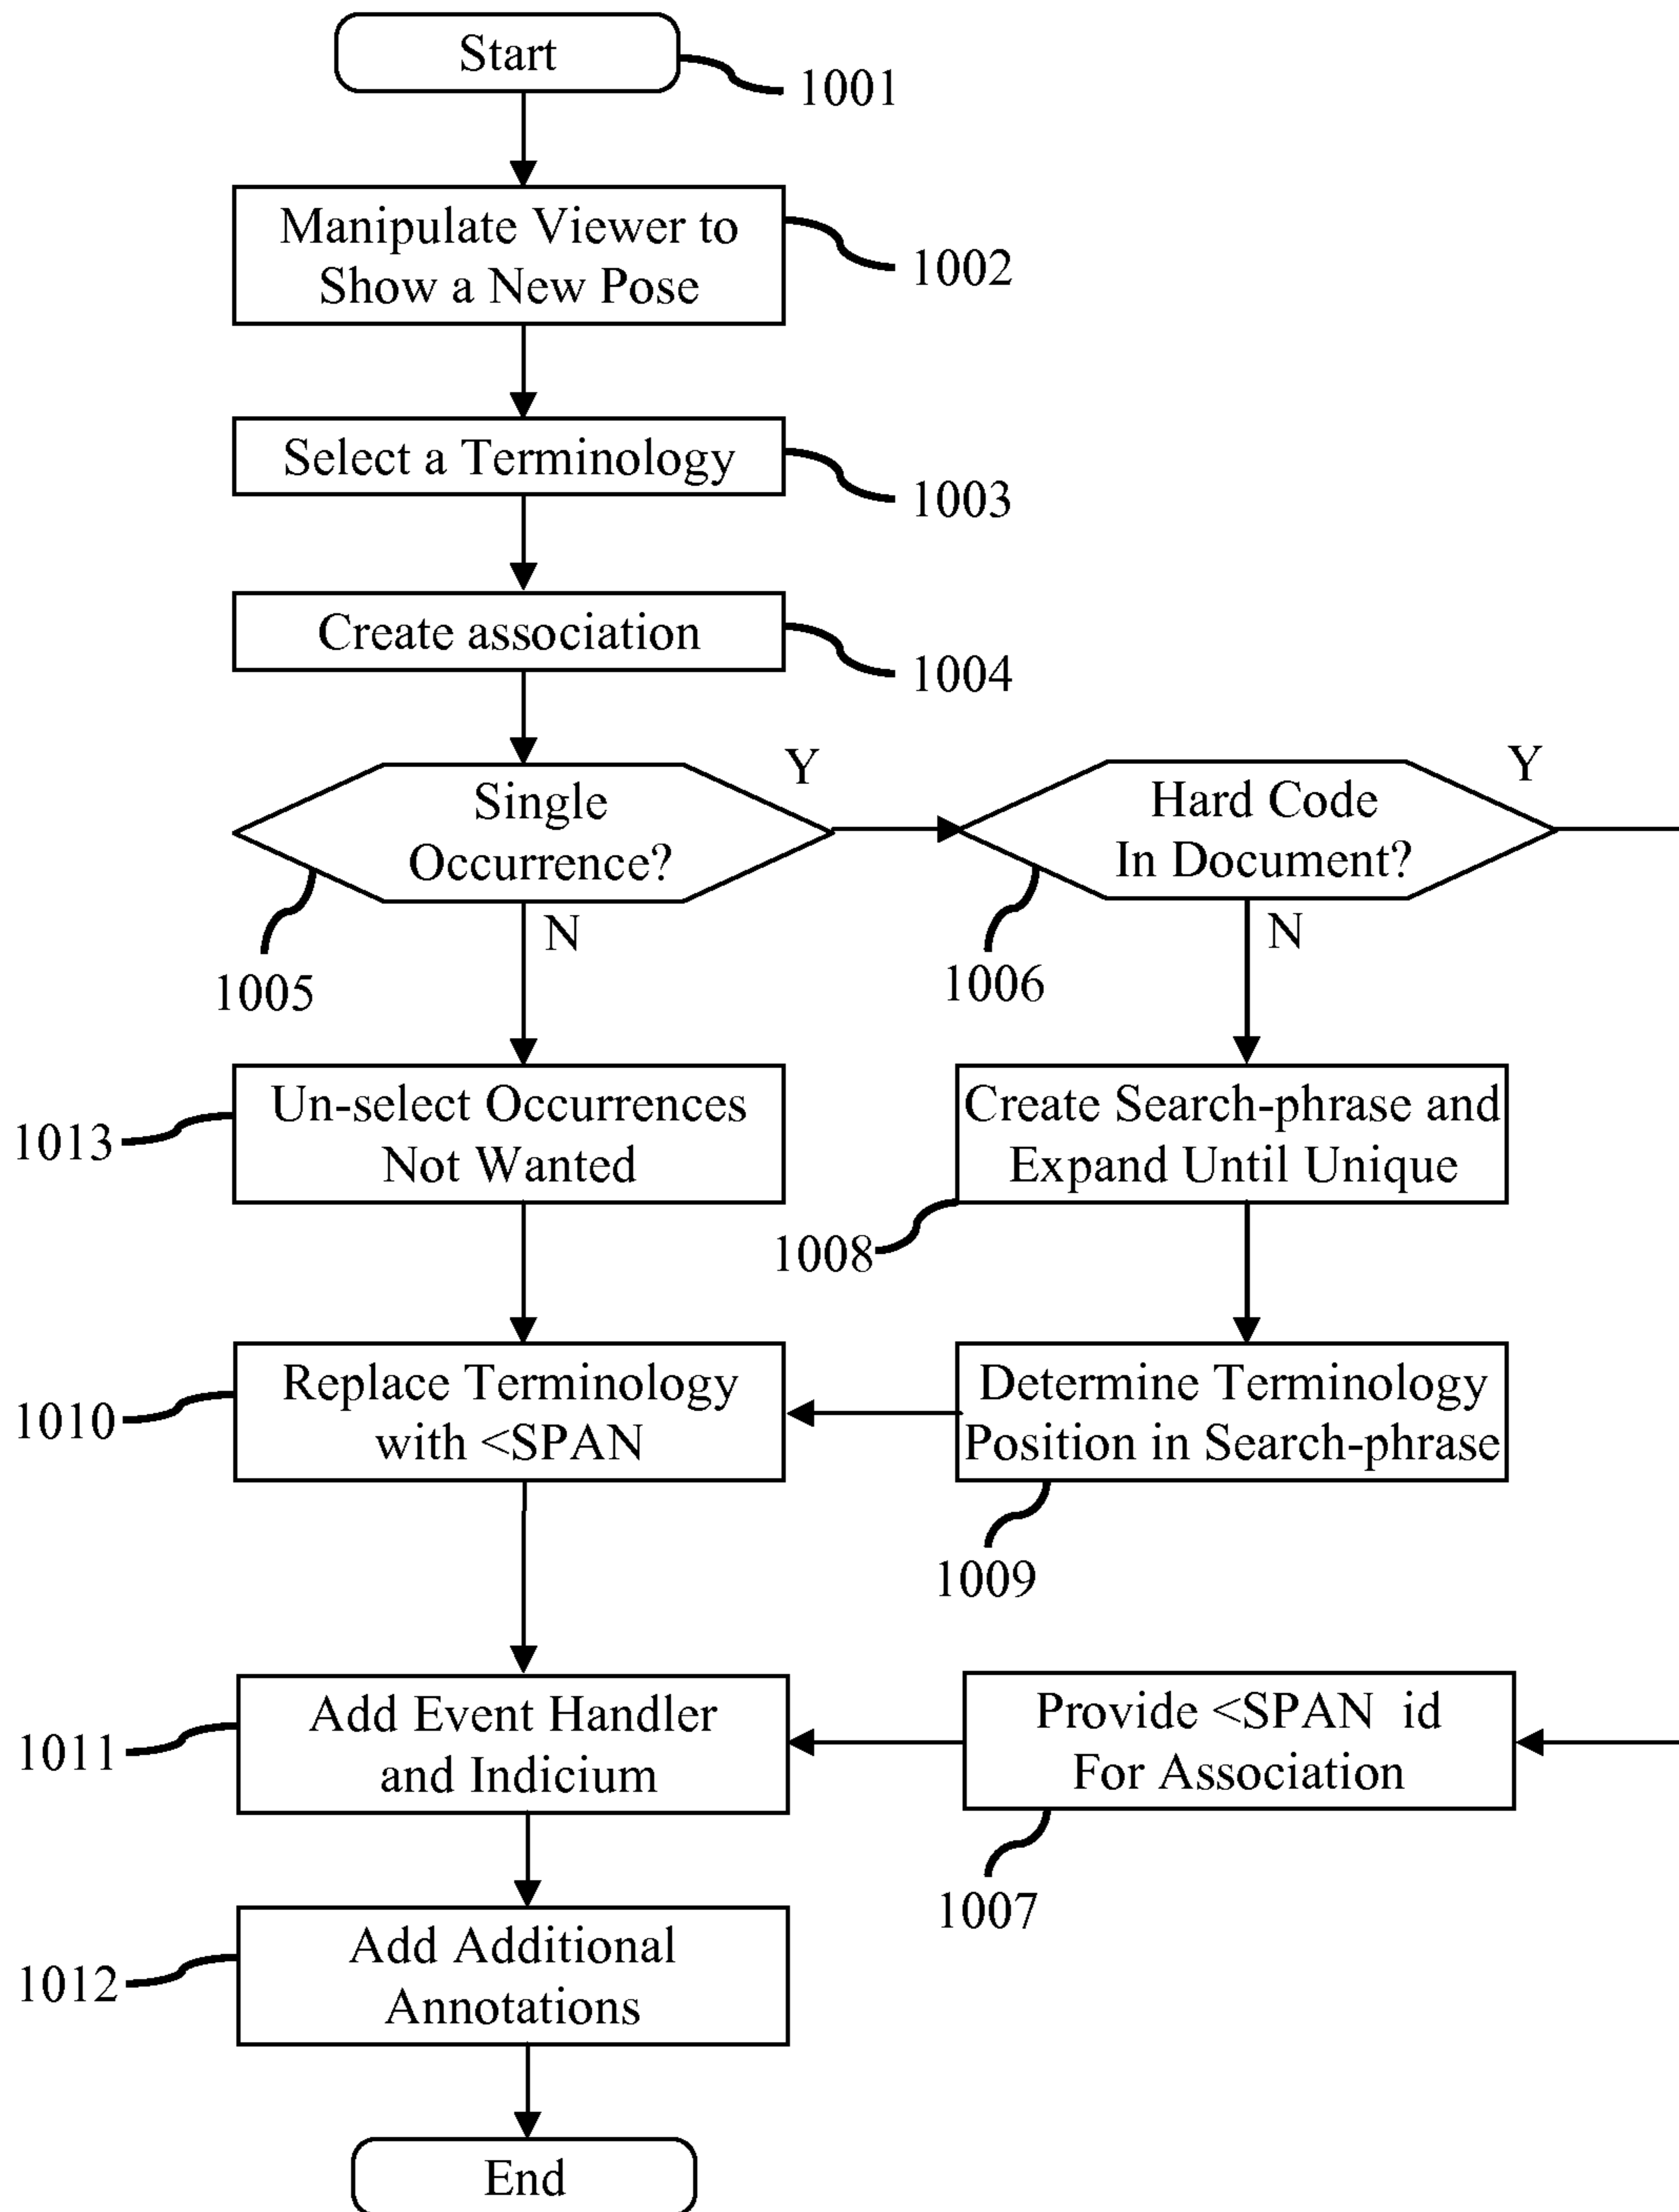 Start
1001
Manipulate Viewer to
Show a New Pose
1002
Select a Terminology
1003
Create association
1004
Single
Occurrence?
Y
N
1005
Hard Code
In Document?
Y
N
1006
Un-select Occurrences
Not Wanted
1013
Create Search-phrase and
Expand Until Unique
1008
Replace Terminology
with <SPAN
1010
Determine Terminology
Position in Search-phrase
1009
Add Event Handler
and Indicium
1011
Provide <SPAN  id
For Association
1007
Add Additional
Annotations
1012
End